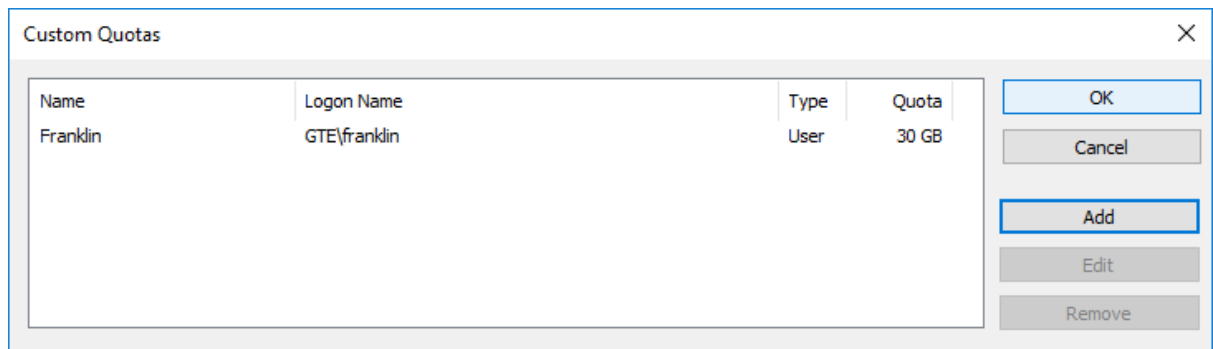 Custom Quotas
Name Logon Name Type Quota
Franklin GTE\franklin User 30 GB
OK
Cancel
Add
Edit
Remove